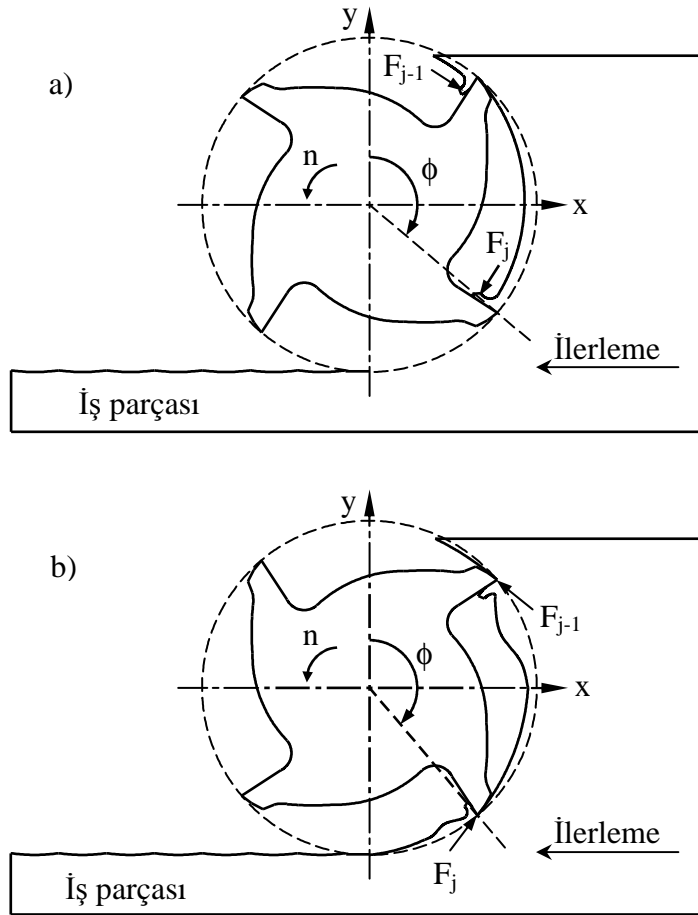 y
a)
F_{j-1}
n
ϕ
x
F_j
İlerleme
İş parçası
y
b)
F_{j-1}
n
ϕ
x
İlerleme
F_j
İş parçası